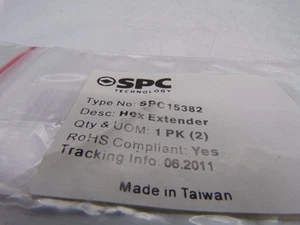 SPC
TECHNOLOGY
Type No: SPC15382
Desc: Hex Extender
Qty & UOM: 1 PK (2)
RoHS Compliant: Yes
Tracking Info: 06.2011
Made in Taiwan